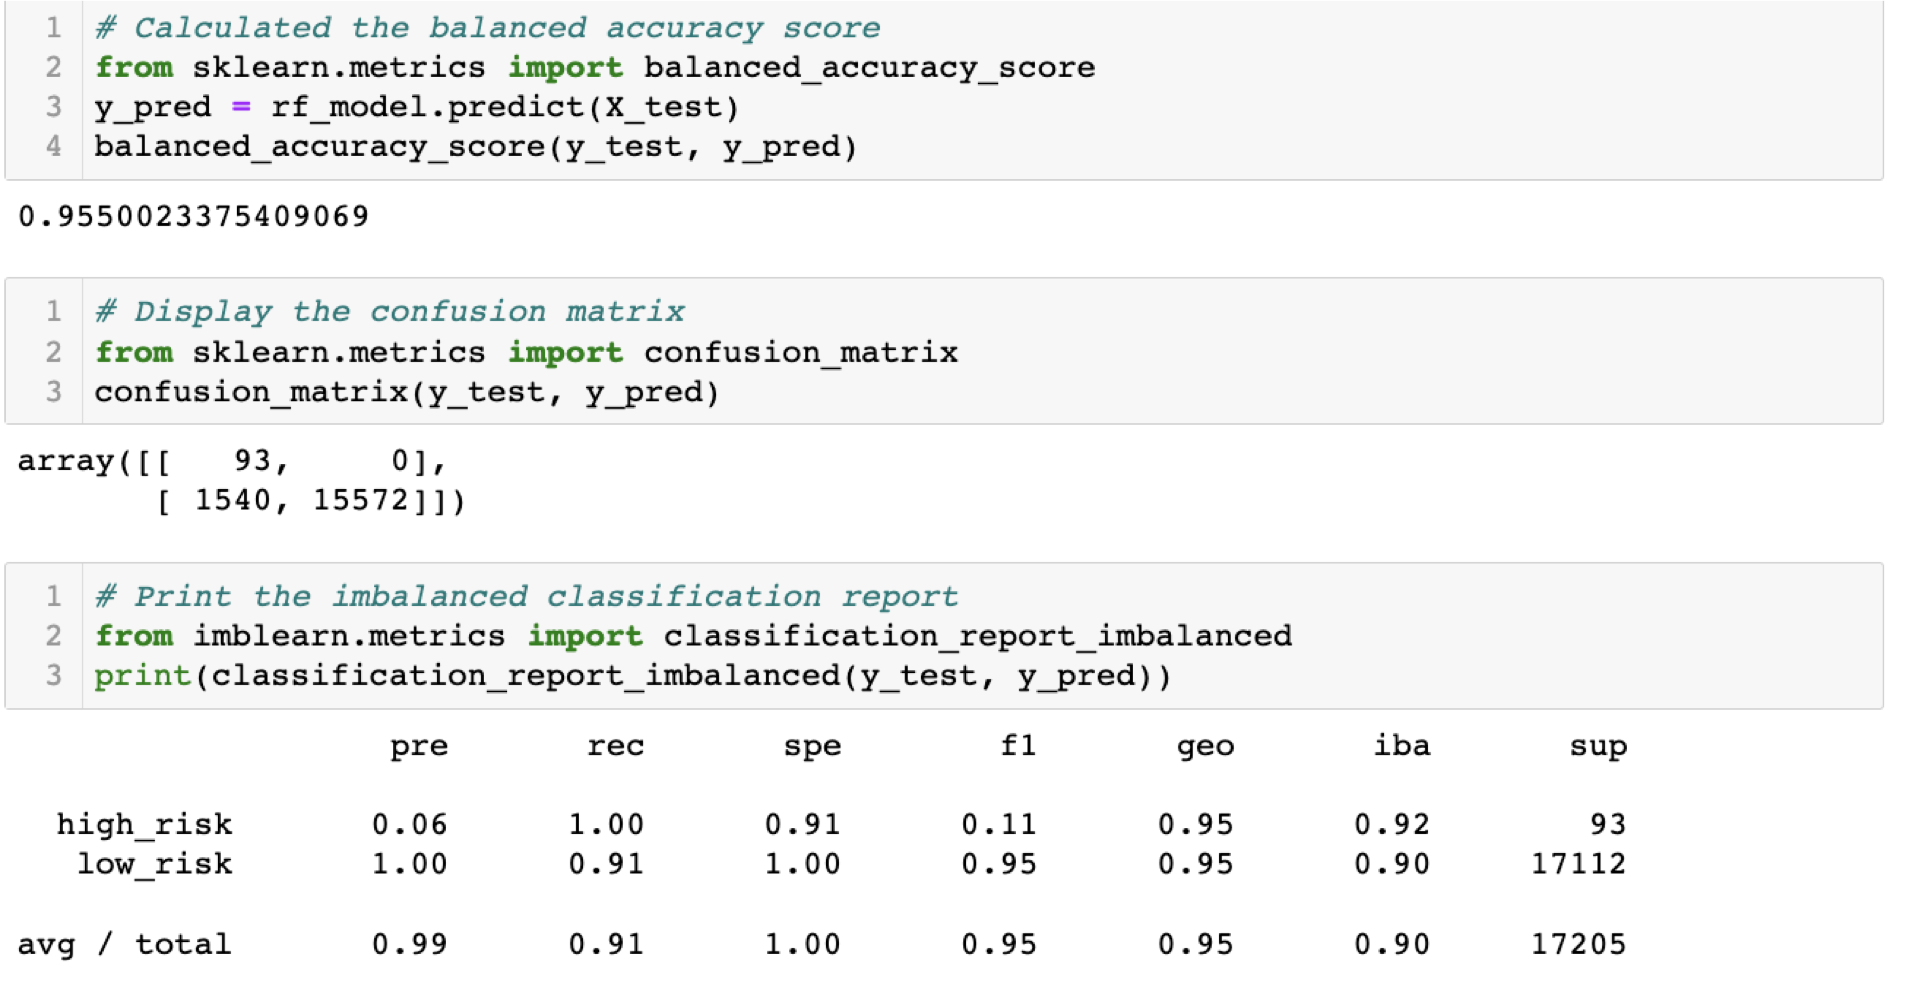 1 # Calculated the balanced accuracy score
2 from sklearn.metrics import balanced_accuracy_score
3 y_pred = rf_model.predict(X_test)
4 balanced_accuracy_score(y_test, y_pred)
0.9550023375409069
1 # Display the confusion matrix
2 from sklearn.metrics import confusion_matrix
3 confusion_matrix(y_test, y_pred)
array([[   93,     0],
       [ 1540, 15572]])
1 # Print the imbalanced classification report
2 from imblearn.metrics import classification_report_imbalanced
3 print(classification_report_imbalanced(y_test, y_pred))
                   pre       rec       spe        f1       geo       iba       sup
  high_risk       0.06      1.00      0.91      0.11      0.95      0.92        93
   low_risk       1.00      0.91      1.00      0.95      0.95      0.90     17112
avg / total       0.99      0.91      1.00      0.95      0.95      0.90     17205